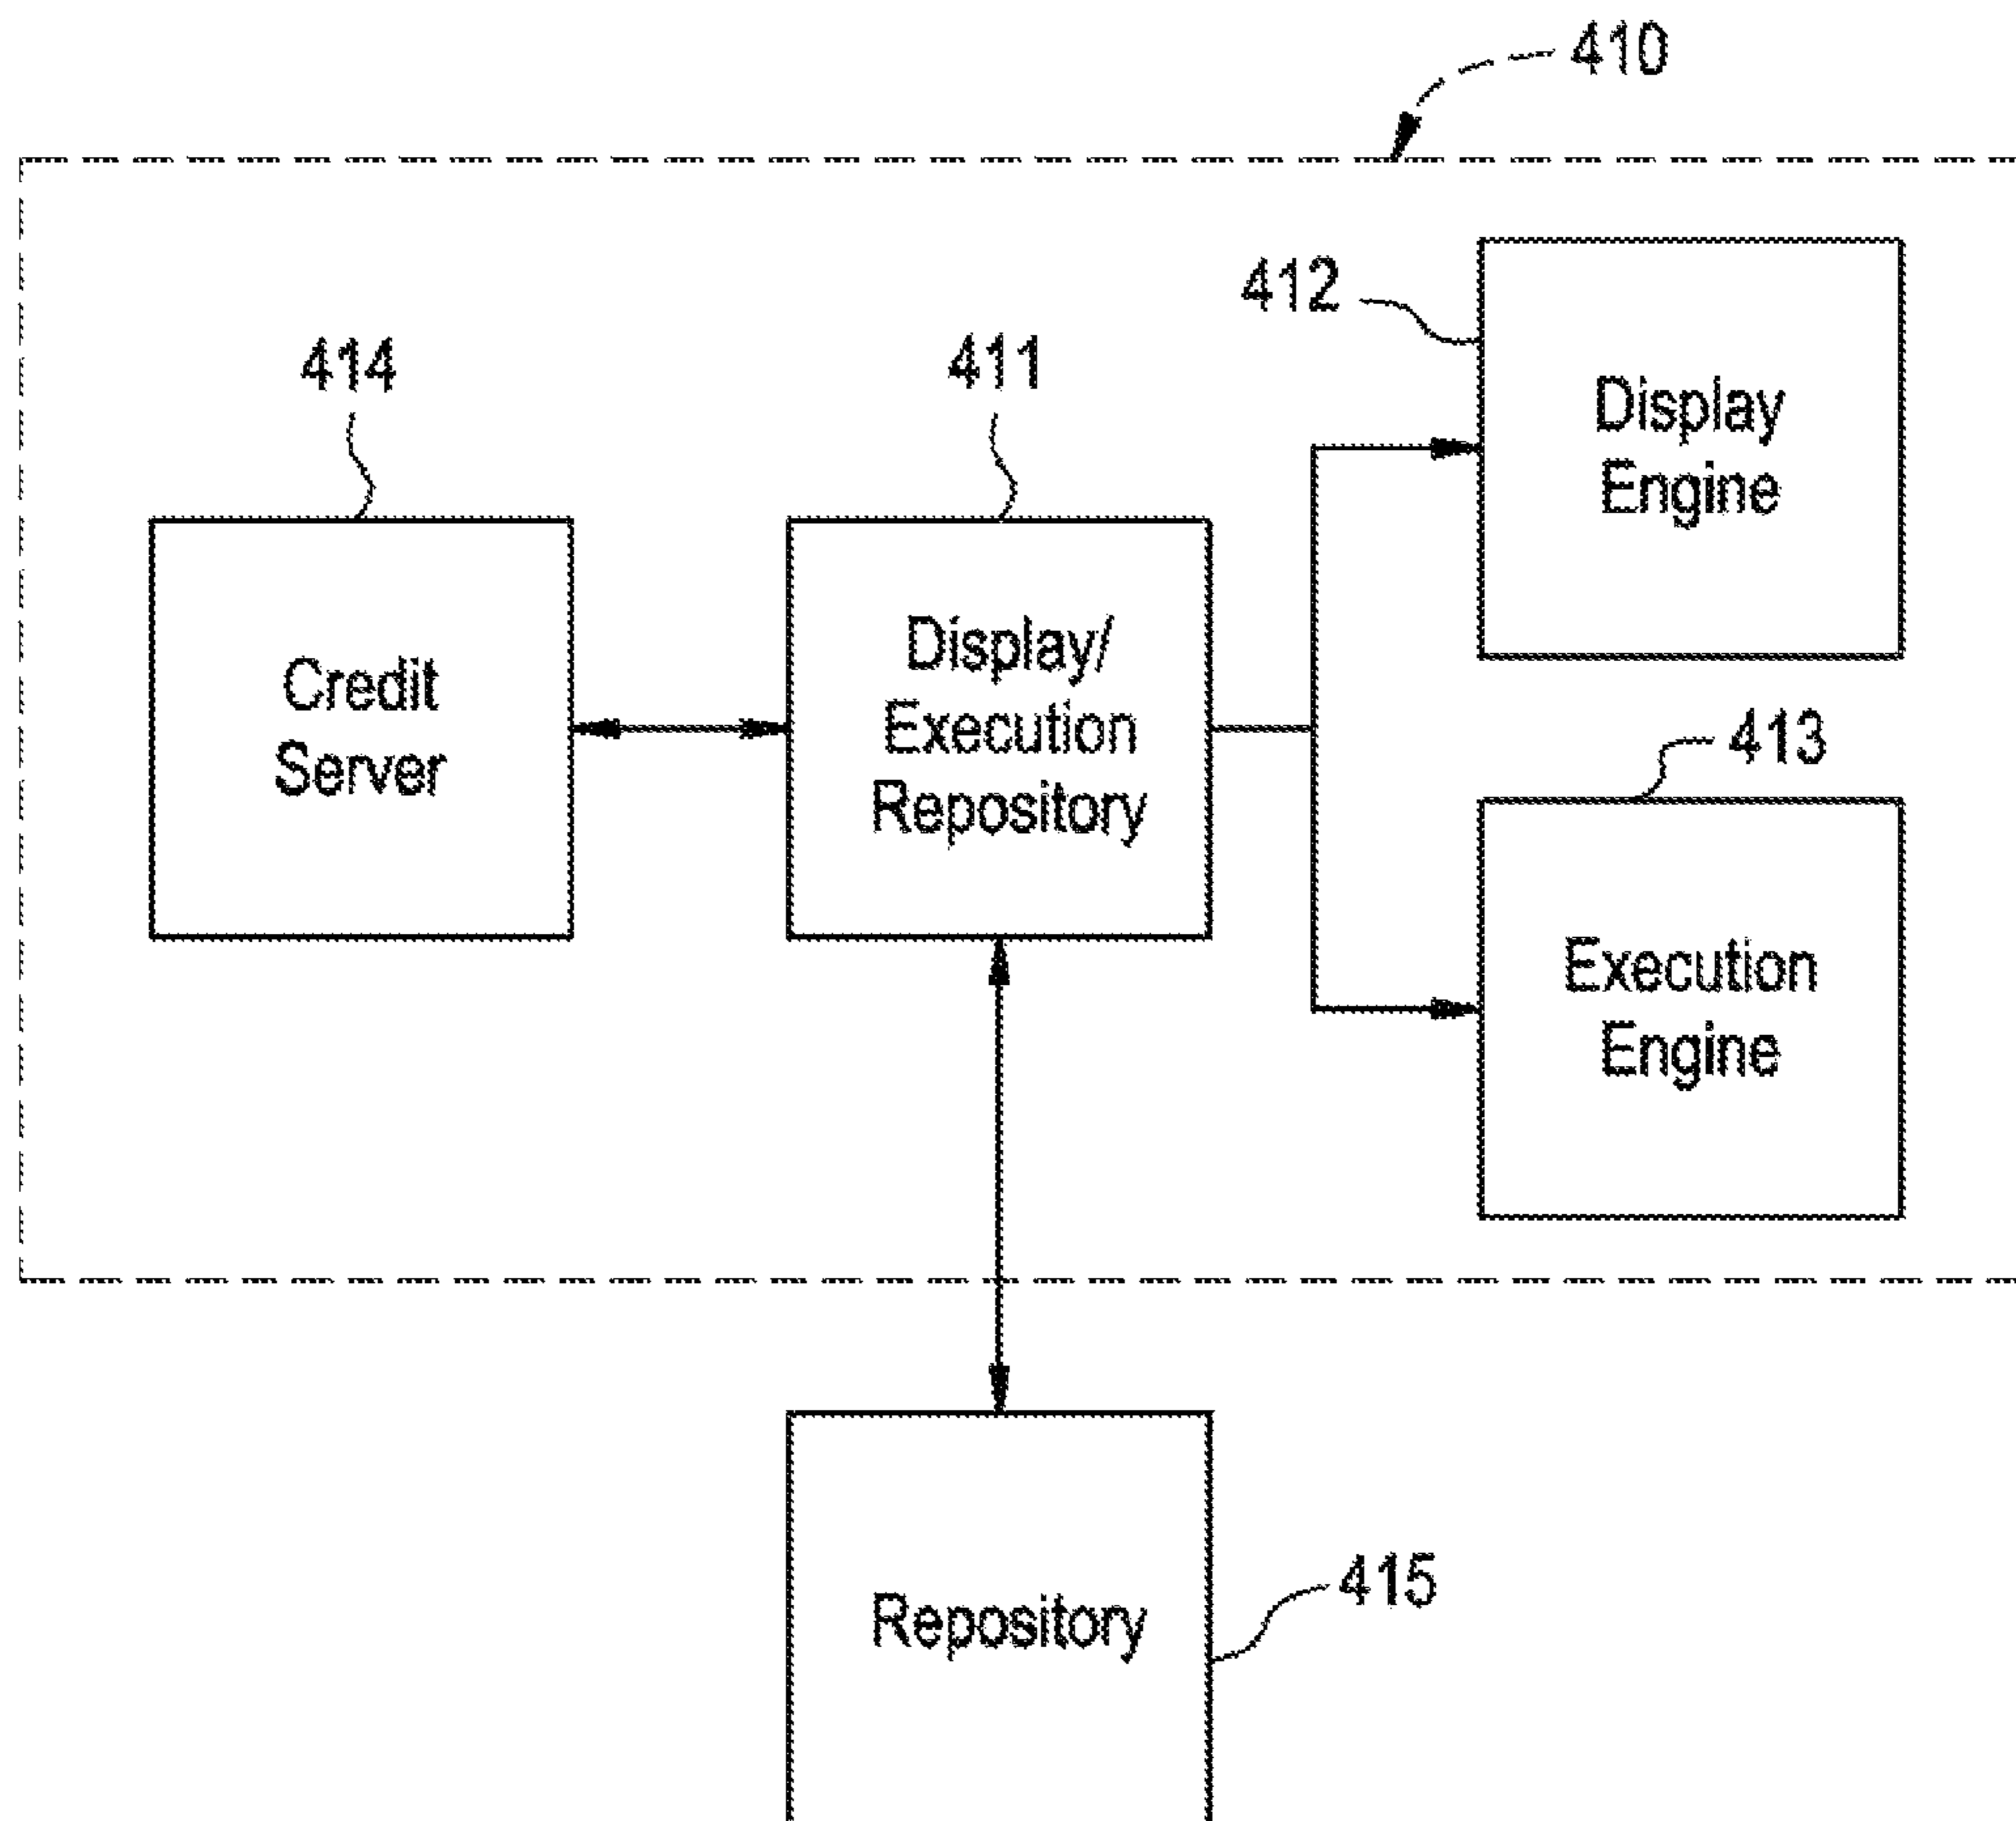 410
412
Display
Engine
414
411
Credit
Server
Display/
Execution
Repository
413
Execution
Engine
Repository
415